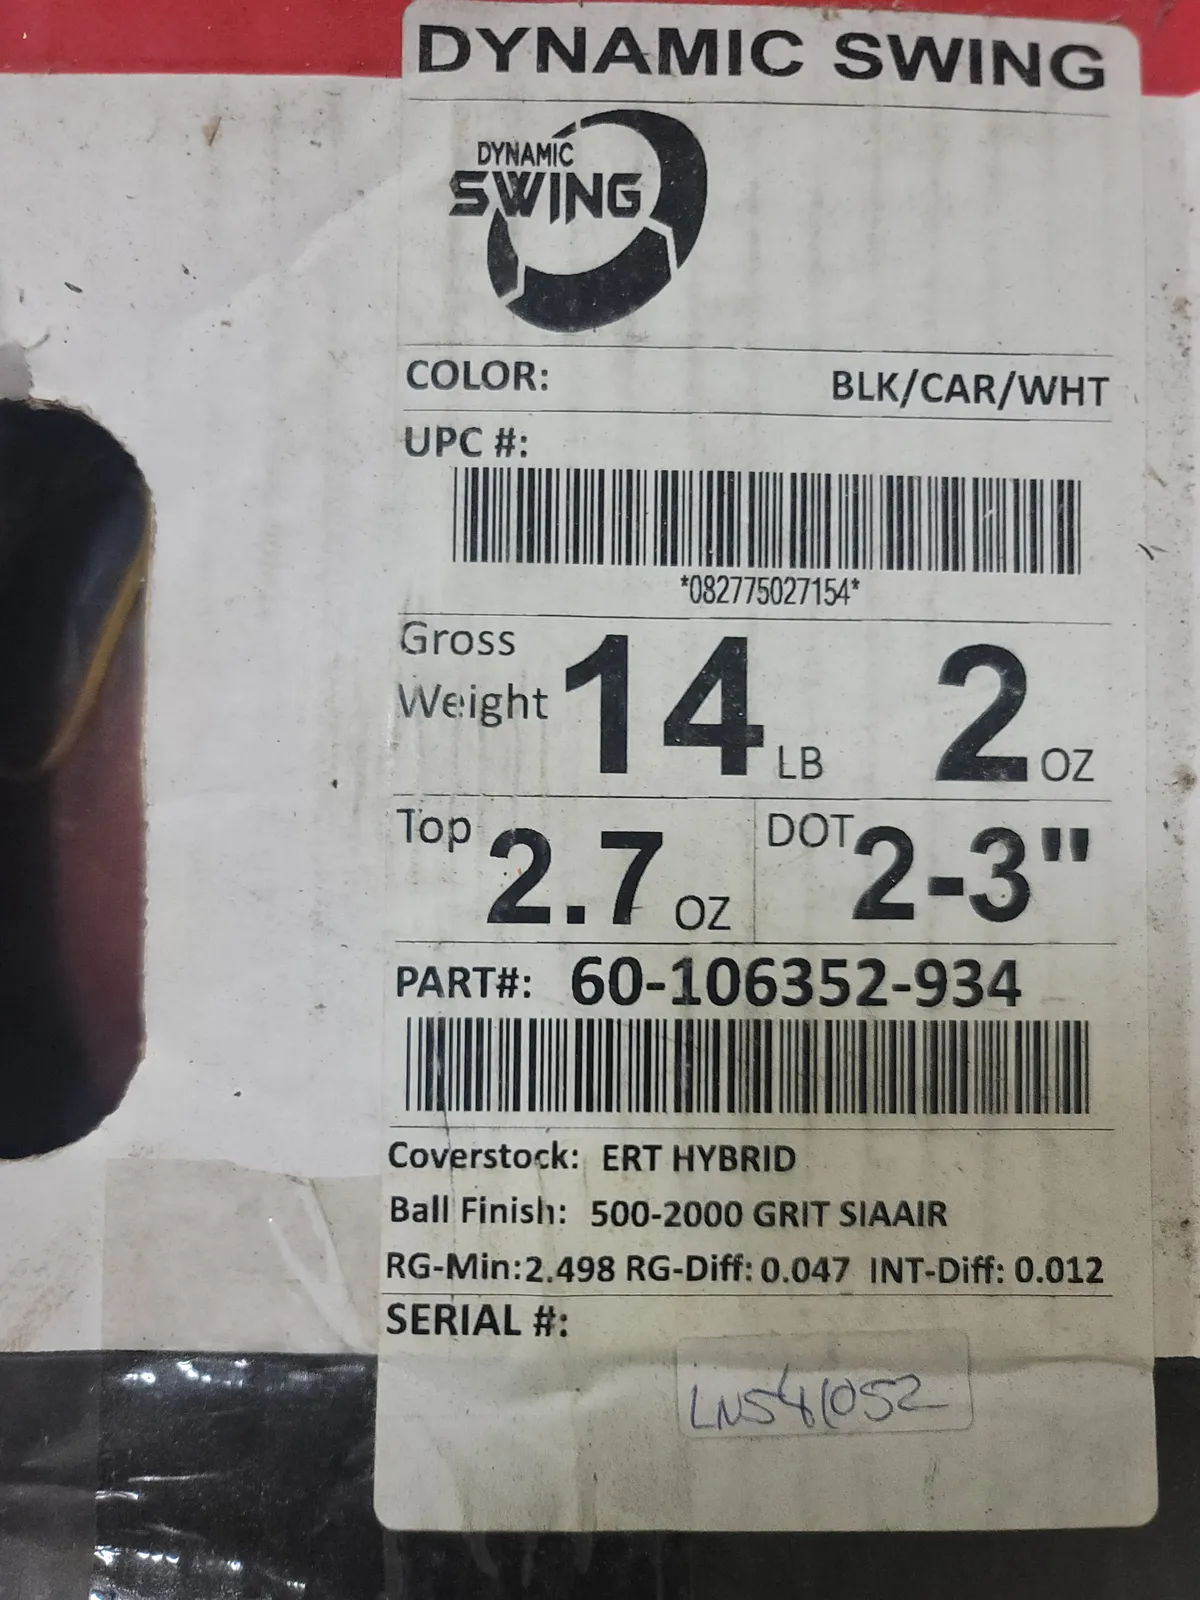 DYNAMIC SWING
DYNAMIC
SWING
COLOR: BLK/CAR/WHT
UPC #:
*082775027154*
Gross
Weight 14 LB 2 OZ
Top 2.7 OZ DOT 2-3"
PART#: 60-106352-934
Coverstock: ERT HYBRID
Ball Finish: 500-2000 GRIT SIAAIR
RG-Min:2.498 RG-Diff: 0.047 INT-Diff: 0.012
SERIAL #: